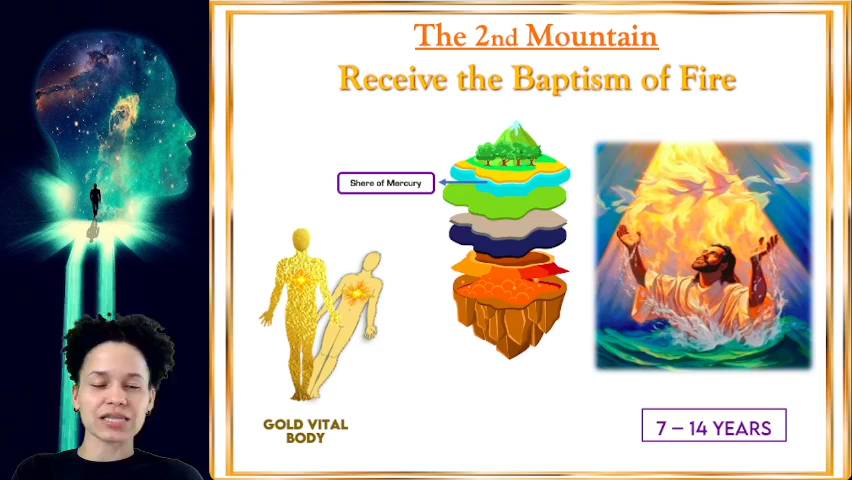 The 2nd Mountain
Receive the Baptism of Fire
Shere of Mercury
GOLD VITAL
BODY
7 – 14 YEARS